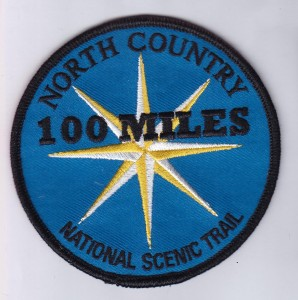 NORTH COUNTRY
100 MILES
NATIONAL SCENIC TRAIL